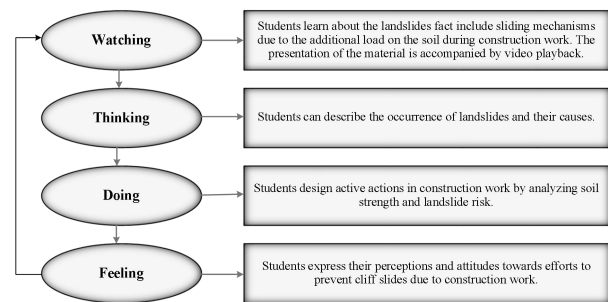 Watching
Students learn about the landslides fact include sliding mechanisms
due to the additional load on the soil during construction work. The
presentation of the material is accompanied by video playback.
Thinking
Students can describe the occurrence of landslides and their causes.
Doing
Students design active actions in construction work by analyzing soil
strength and landslide risk.
Feeling
Students express their perceptions and attitudes towards efforts to
prevent cliff slides due to construction work.